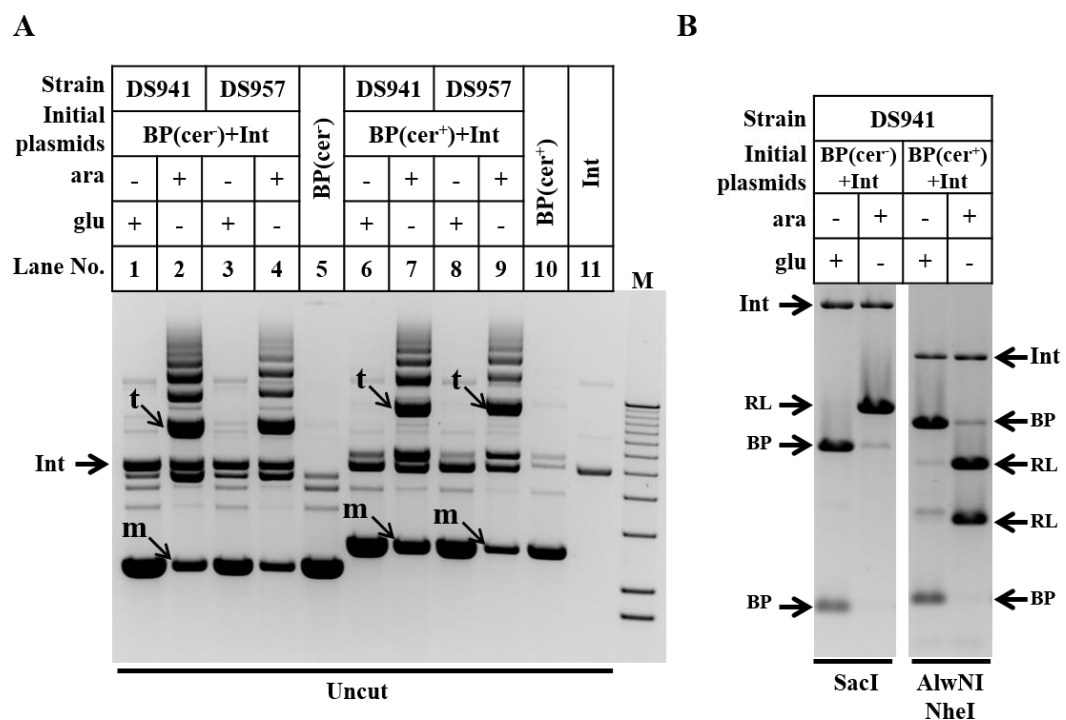 A
Strain DS941 DS957 BP(cer⁻) DS941 DS957 BP(cer⁺) Int
Initial plasmids BP(cer⁻)+Int BP(cer⁺)+Int
ara - + - + - + - +
glu + - + - + - + -
Lane No. 1 2 3 4 5 6 7 8 9 10 11 M
t t t
Int
m m m
Uncut
B
Strain DS941
Initial plasmids BP(cer⁻) +Int BP(cer⁺) +Int
ara - + - +
glu + - + -
Int Int
RL BP
BP RL
RL
BP BP
SacI AlwNI
NheI